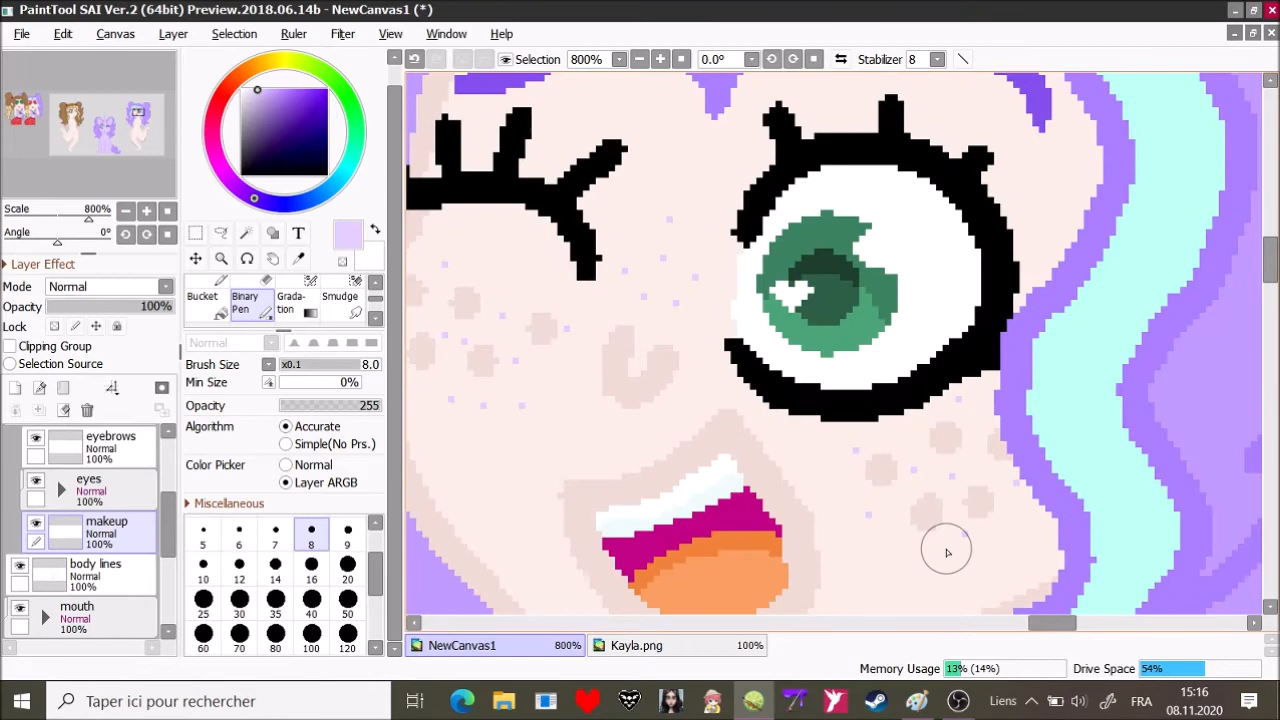 PaintTool SAI Ver.2 (64bit) Preview.2018.06.14b - NewCanvas1 (*)
File Edit Canvas Layer Selection Ruler Filter View Window Help
Selection 800% 0.0º Stabilizer 8
Scale 800%
Angle 0º
Layer Effect
Mode Normal
Opacity 100%
Lock
Clipping Group
Selection Source
eyebrows
Normal
100%
eyes
Normal
100%
makeup
Normal
100%
body lines
Normal
100%
mouth
Normal
100%
T
Bucket Binary Pen Grada-tion Smudge
Normal
Brush Size x0.1 8.0
Min Size 0%
Opacity 255
Algorithm Accurate
Simple(No Prs.)
Color Picker Normal
Layer ARGB
Miscellaneous
5 6 7 8 9
10 12 14 16 20
25 30 35 40 50
60 70 80 100 120
NewCanvas1 800% Kayla.png 100%
Memory Usage 13% (14%) Drive Space 54%
Taper ici pour rechercher
Liens FRA 15:16
08.11.2020